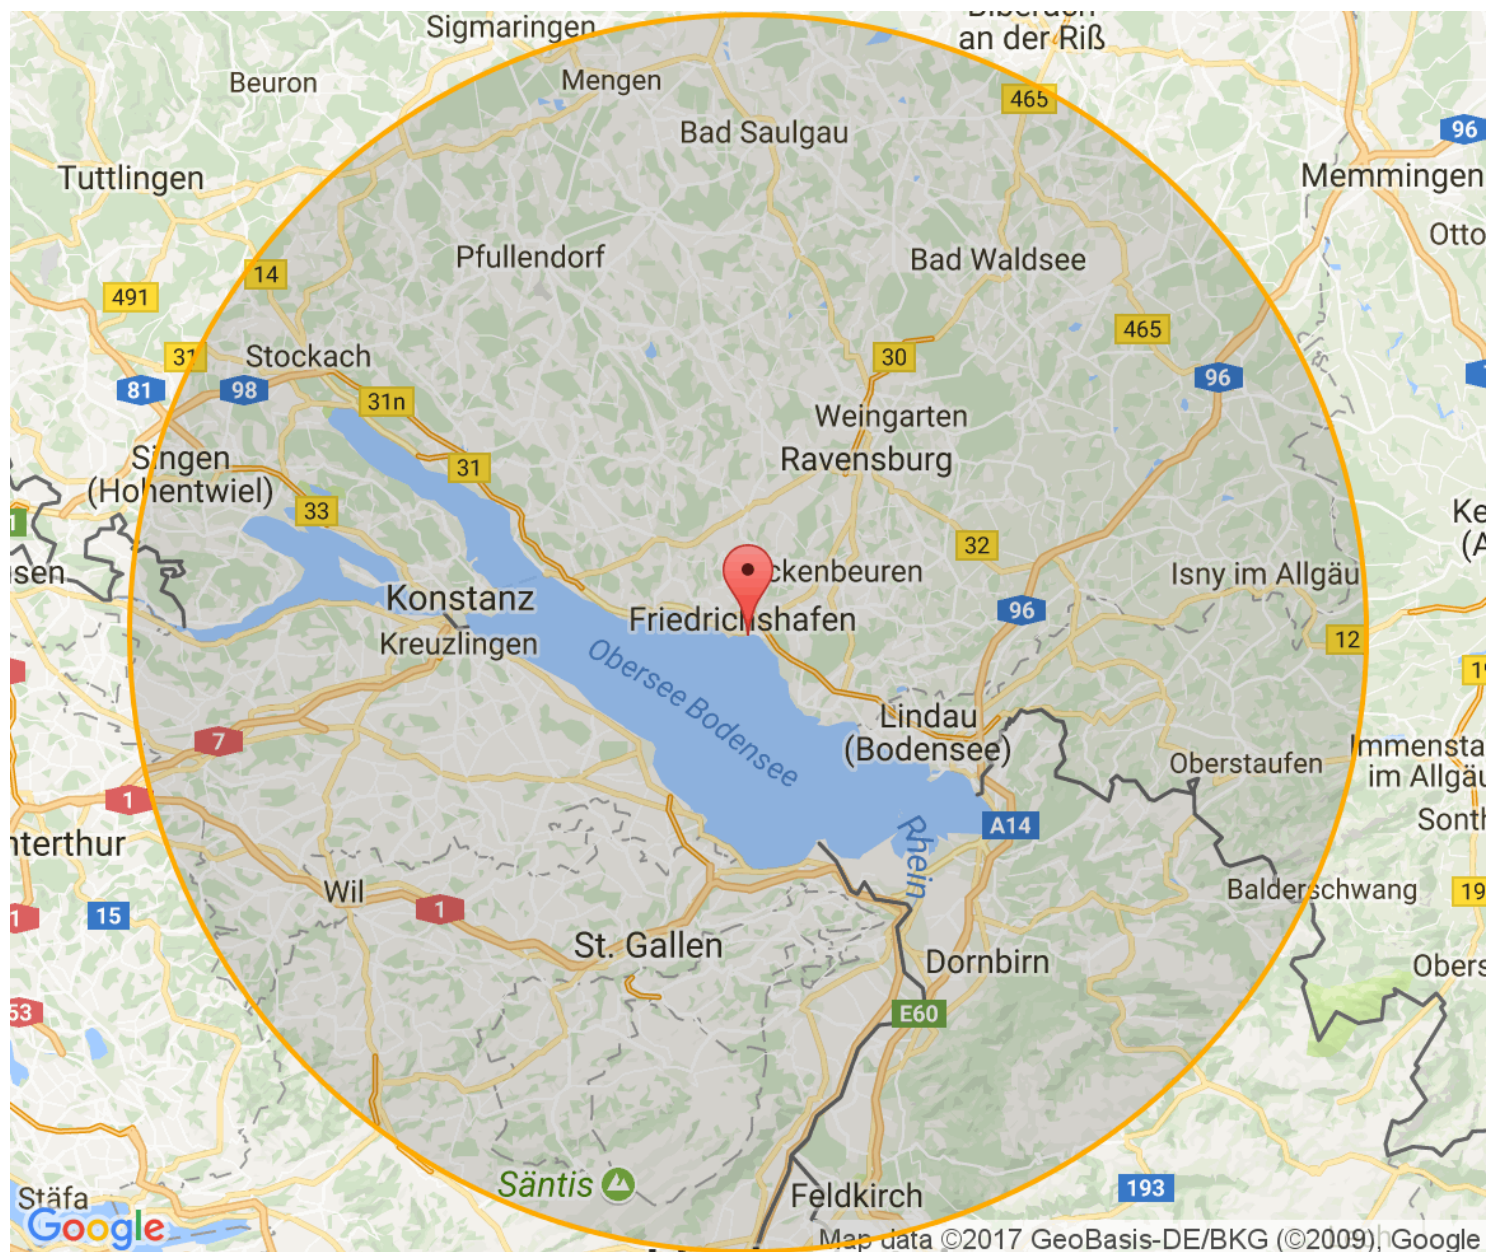 Sigmaringen
an der Riß
Beuron
Mengen
465
Bad Saulgau
96
Tuttlingen
Memmingen
Pfullendorf
Bad Waldsee
14
491
465
31
Stockach
30
81
98
31n
96
Weingarten
Singen
31
Ravensburg
(Hohentwiel)
33
32
Isny im Allgäu
Konstanz
96
Friedrichshafen
Kreuzlingen
12
Obersee Bodensee
Lindau
(Bodensee)
7
Oberstaufen
im Allgäu
1
A14
Rhein
Wil
Balderschwang
15
1
St. Gallen
Dornbirn
E60
Säntis
193
Feldkirch
Stäfa
Google
Map data ©2017 GeoBasis-DE/BKG (©2009), Google